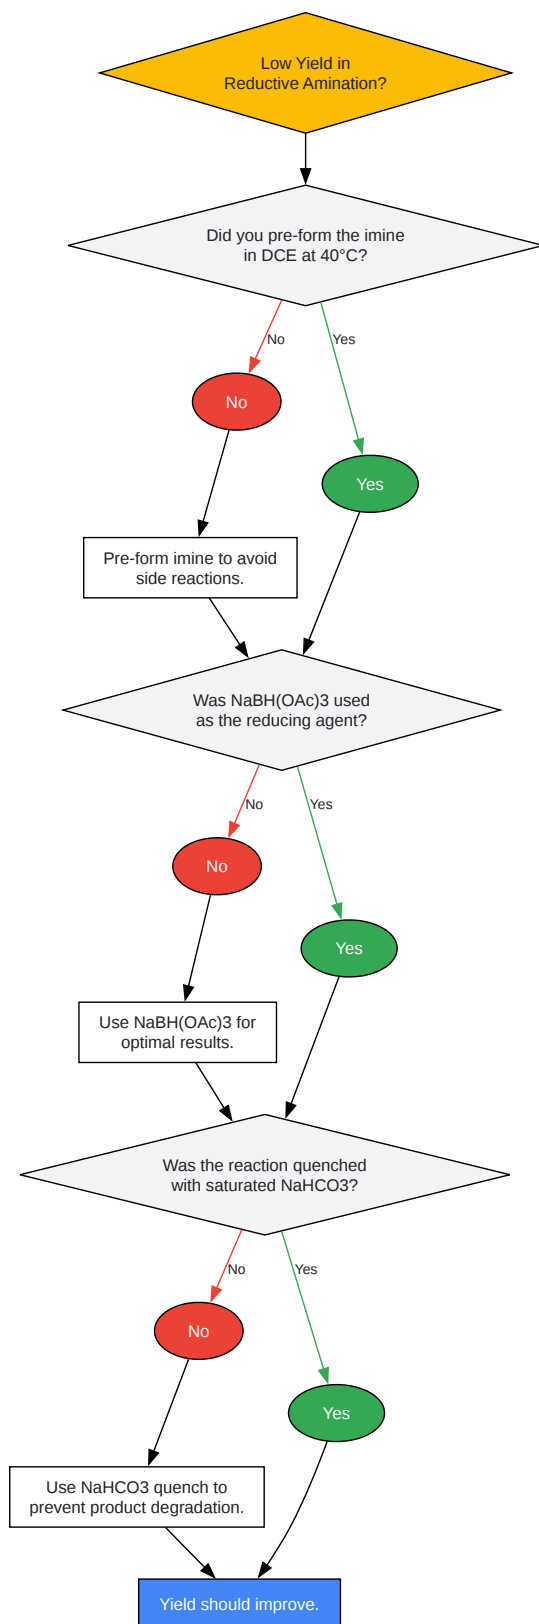 Low Yield in
Reductive Amination?
Did you pre-form the imine
in DCE at 40°C?
No
Yes
No
Yes
Pre-form imine to avoid
side reactions.
Was NaBH(OAc)3 used
as the reducing agent?
No
Yes
No
Yes
Use NaBH(OAc)3 for
optimal results.
Was the reaction quenched
with saturated NaHCO3?
No
Yes
No
Yes
Use NaHCO3 quench to
prevent product degradation.
Yield should improve.